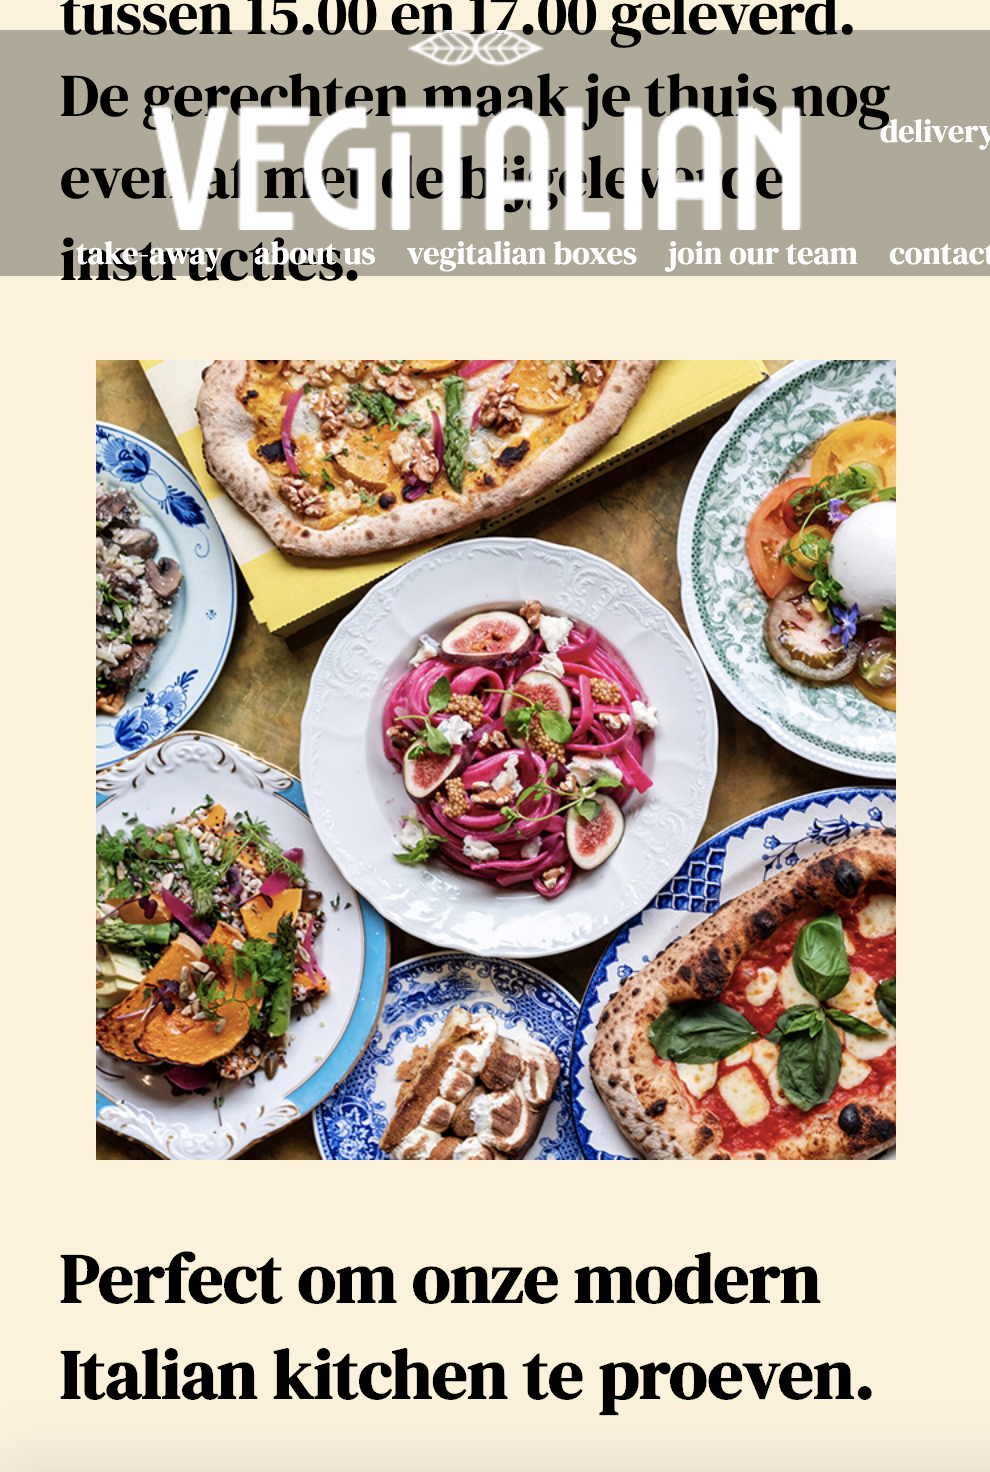 tussen 15.00 en 17.00 geleverd.
De gerechten maak je thuis nog
even af met de bijgeleverde
instructies.
VEGiTALIAN
delivery
take-away about us vegitalian boxes join our team contact
Perfect om onze modern
Italian kitchen te proeven.